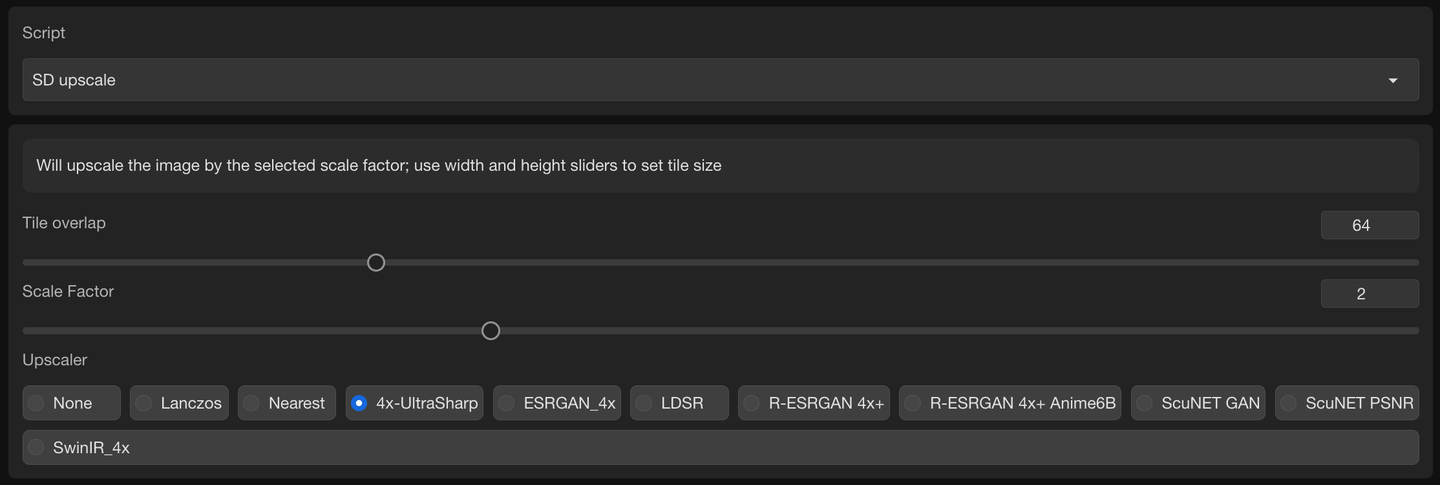 Script
SD upscale
Will upscale the image by the selected scale factor; use width and height sliders to set tile size
Tile overlap
64
Scale Factor
2
Upscaler
None Lanczos Nearest 4x-UltraSharp ESRGAN_4x LDSR R-ESRGAN 4x+ R-ESRGAN 4x+ Anime6B ScuNET GAN ScuNET PSNR
SwinIR_4x